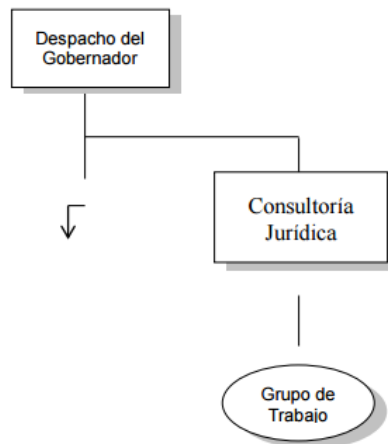 Despacho del
Gobernador
Consultoría
Jurídica
Grupo de
Trabajo